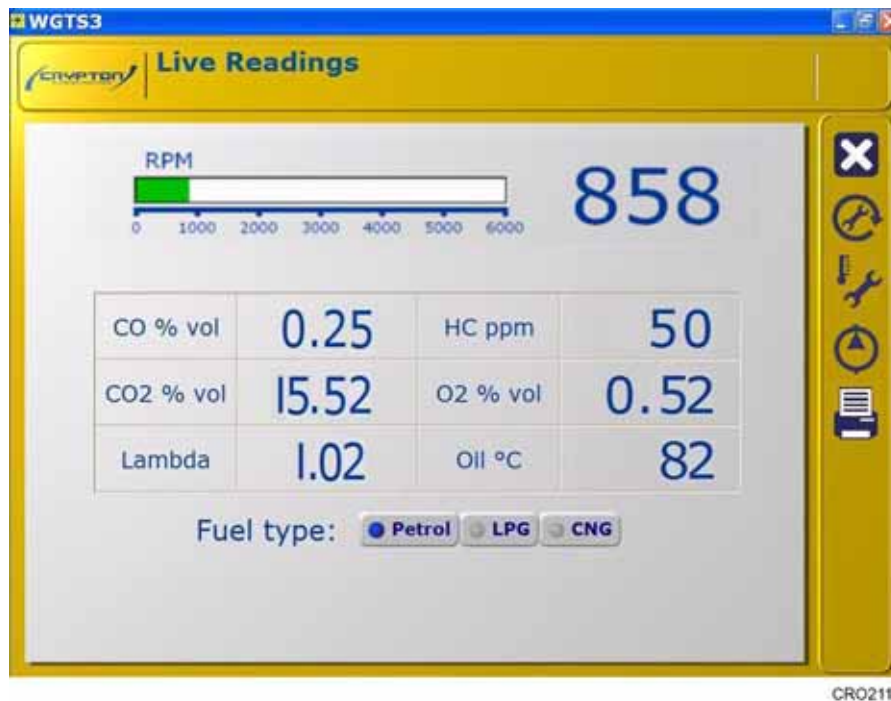 WGTS3
CRYPTON
Live Readings
RPM
858
0 1000 2000 3000 4000 5000 6000
CO % vol 0.25 HC ppm 50
CO2 % vol 15.52 O2 % vol 0.52
Lambda 1.02 Oil °C 82
Fuel type: Petrol LPG CNG
CRO211